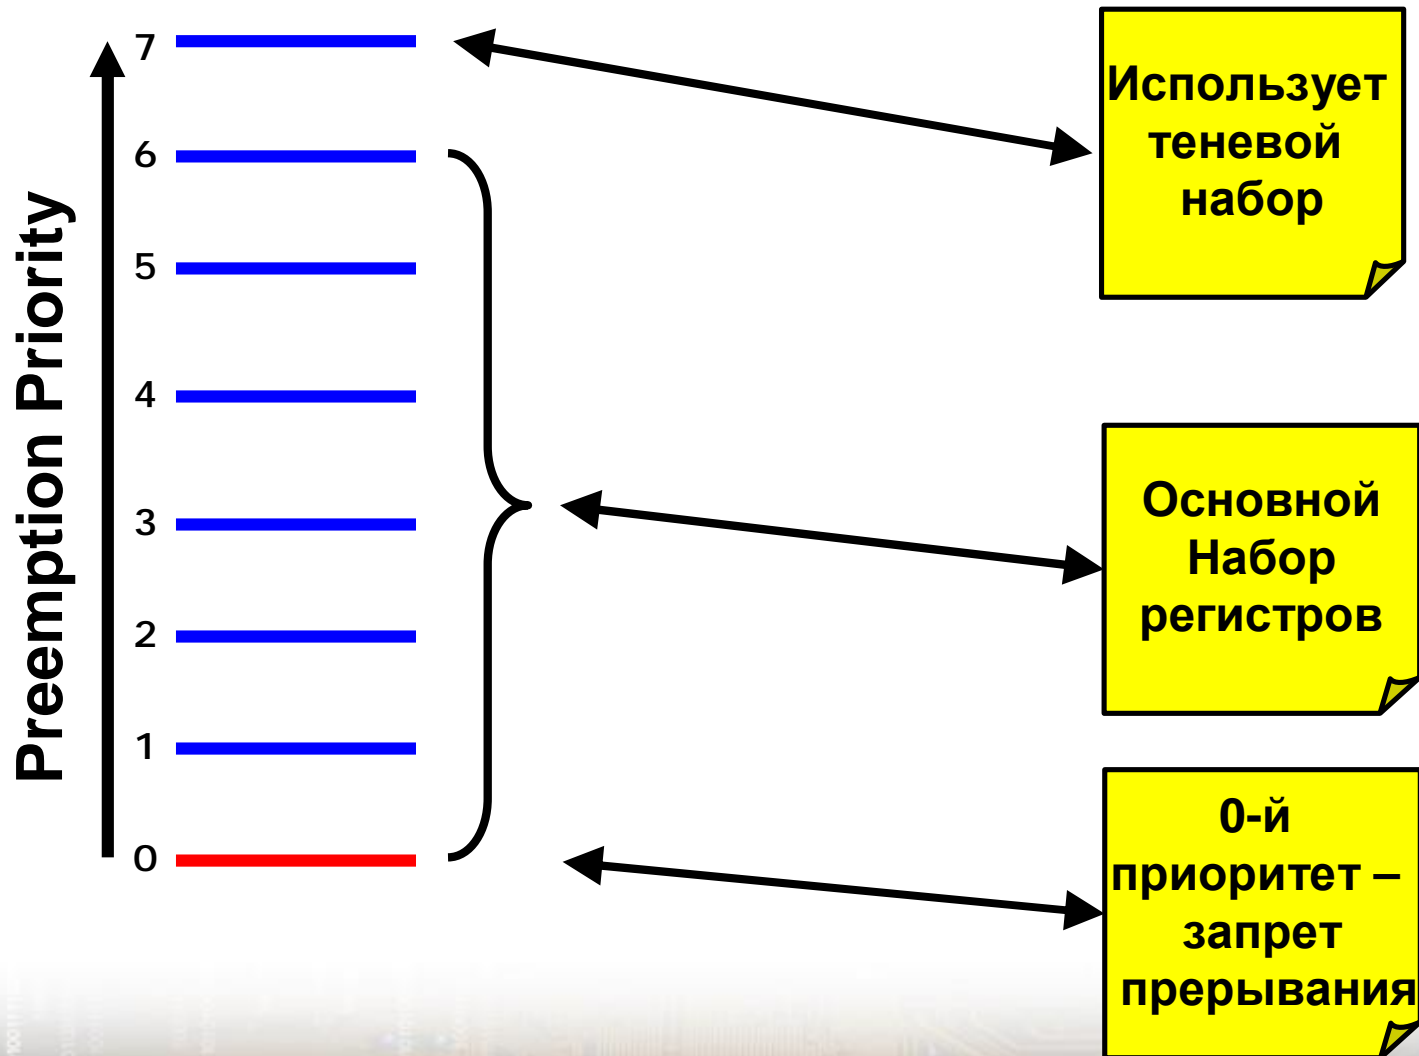 Preemption Priority
7
6
5
4
3
2
1
0
Использует
теневой
набор
Основной
Набор
регистров
0-й
приоритет –
запрет
прерывания